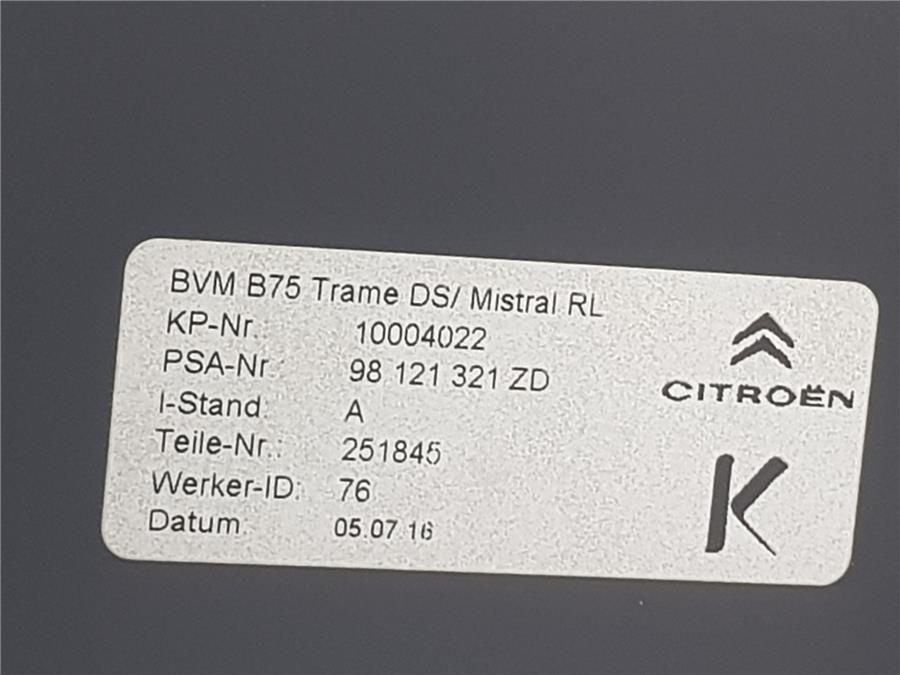 BVM B75 Trame DS/ Mistral RL
KP-Nr.: 10004022
PSA-Nr.: 98 121 321 ZD
I-Stand: A
Teile-Nr.: 251845
Werker-ID: 76
Datum: 05.07.16
CITROËN
K